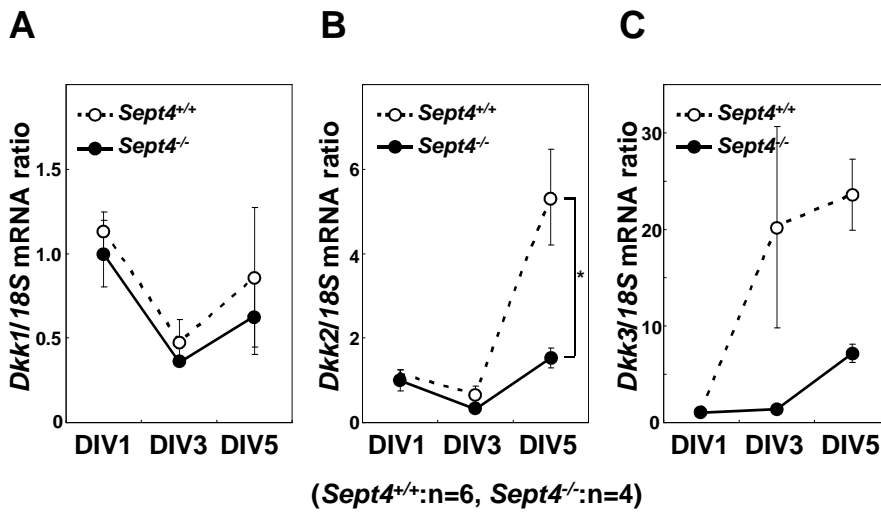 A
B
C
Sept4+/+
Sept4-/-
Dkk1/18S mRNA ratio
1.5
1.0
0.5
0
DIV1 DIV3 DIV5
Sept4+/+
Sept4-/-
Dkk2/18S mRNA ratio
6
4
2
0
*
DIV1 DIV3 DIV5
Sept4+/+
Sept4-/-
Dkk3/18S mRNA ratio
30
20
10
0
DIV1 DIV3 DIV5
(Sept4+/+:n=6, Sept4-/-:n=4)